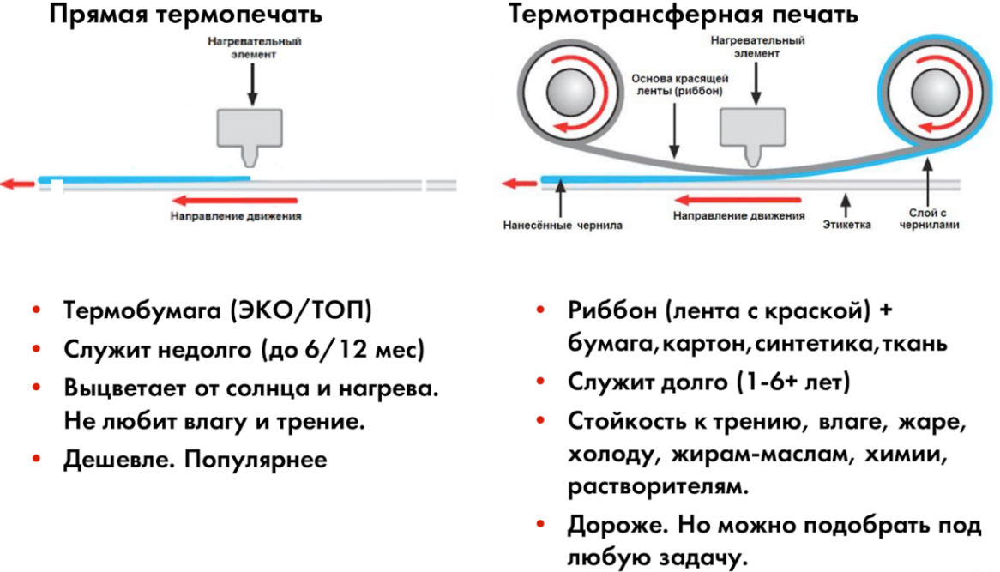 Прямая термопечать
Нагревательный
элемент
Направление движения
• Термобумага (ЭКО/ТОП)
• Служит недолго (до 6/12 мес)
• Выцветает от солнца и нагрева.
Не любит влагу и трение.
• Дешевле. Популярнее
Термотрансферная печать
Нагревательный
элемент
Основа красящей
ленты (риббон)
Нанесённые чернила
Направление движения
Этикетка
Слой с
чернилами
• Риббон (лента с краской) +
бумага, картон, синтетика, ткань
• Служит долго (1-6+ лет)
• Стойкость к трению, влаге, жаре,
холоду, жирам-маслам, химии,
растворителям.
• Дороже. Но можно подобрать под
любую задачу.